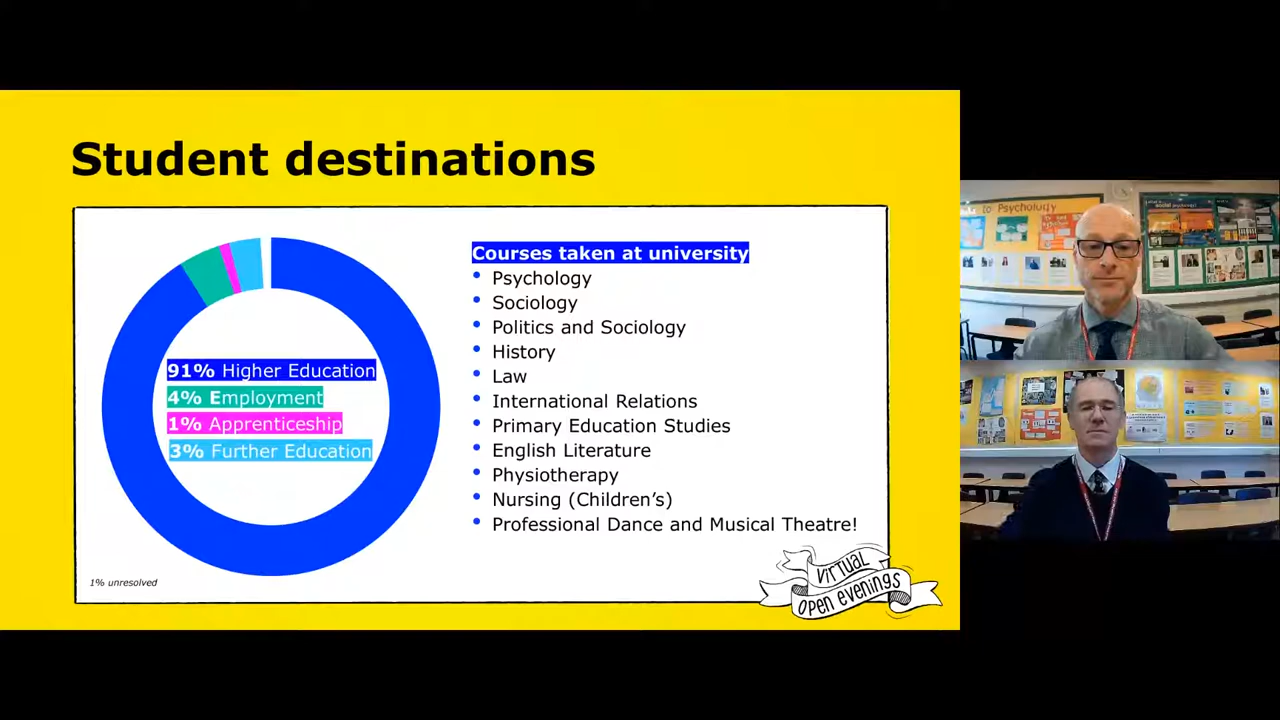 Student destinations
91% Higher Education
4% Employment
1% Apprenticeship
3% Further Education
1% unresolved
Courses taken at university
• Psychology
• Sociology
• Politics and Sociology
• History
• Law
• International Relations
• Primary Education Studies
• English Literature
• Physiotherapy
• Nursing (Children's)
• Professional Dance and Musical Theatre!
VIRTUAL
OPEN EVENINGS
to Psychology